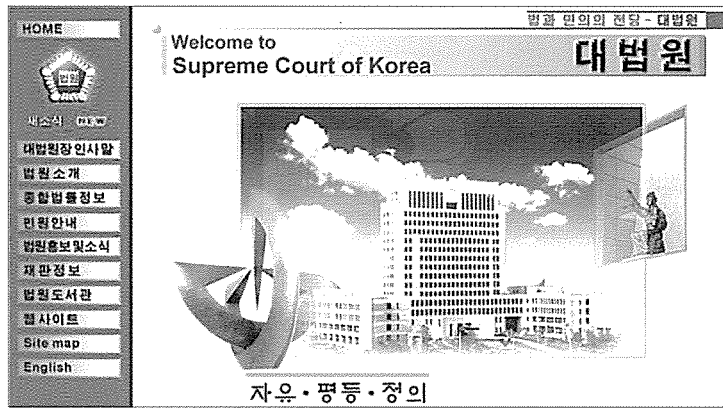 법과 민의의 전당 - 대법원
HOME
법원
새소식 NEW
대법원장인사말
법원소개
종합법률정보
민원안내
법원홍보및소식
재판정보
법원도서관
웹사이트
Site map
English
Welcome to
Supreme Court of Korea
대법원
자유·평등·정의